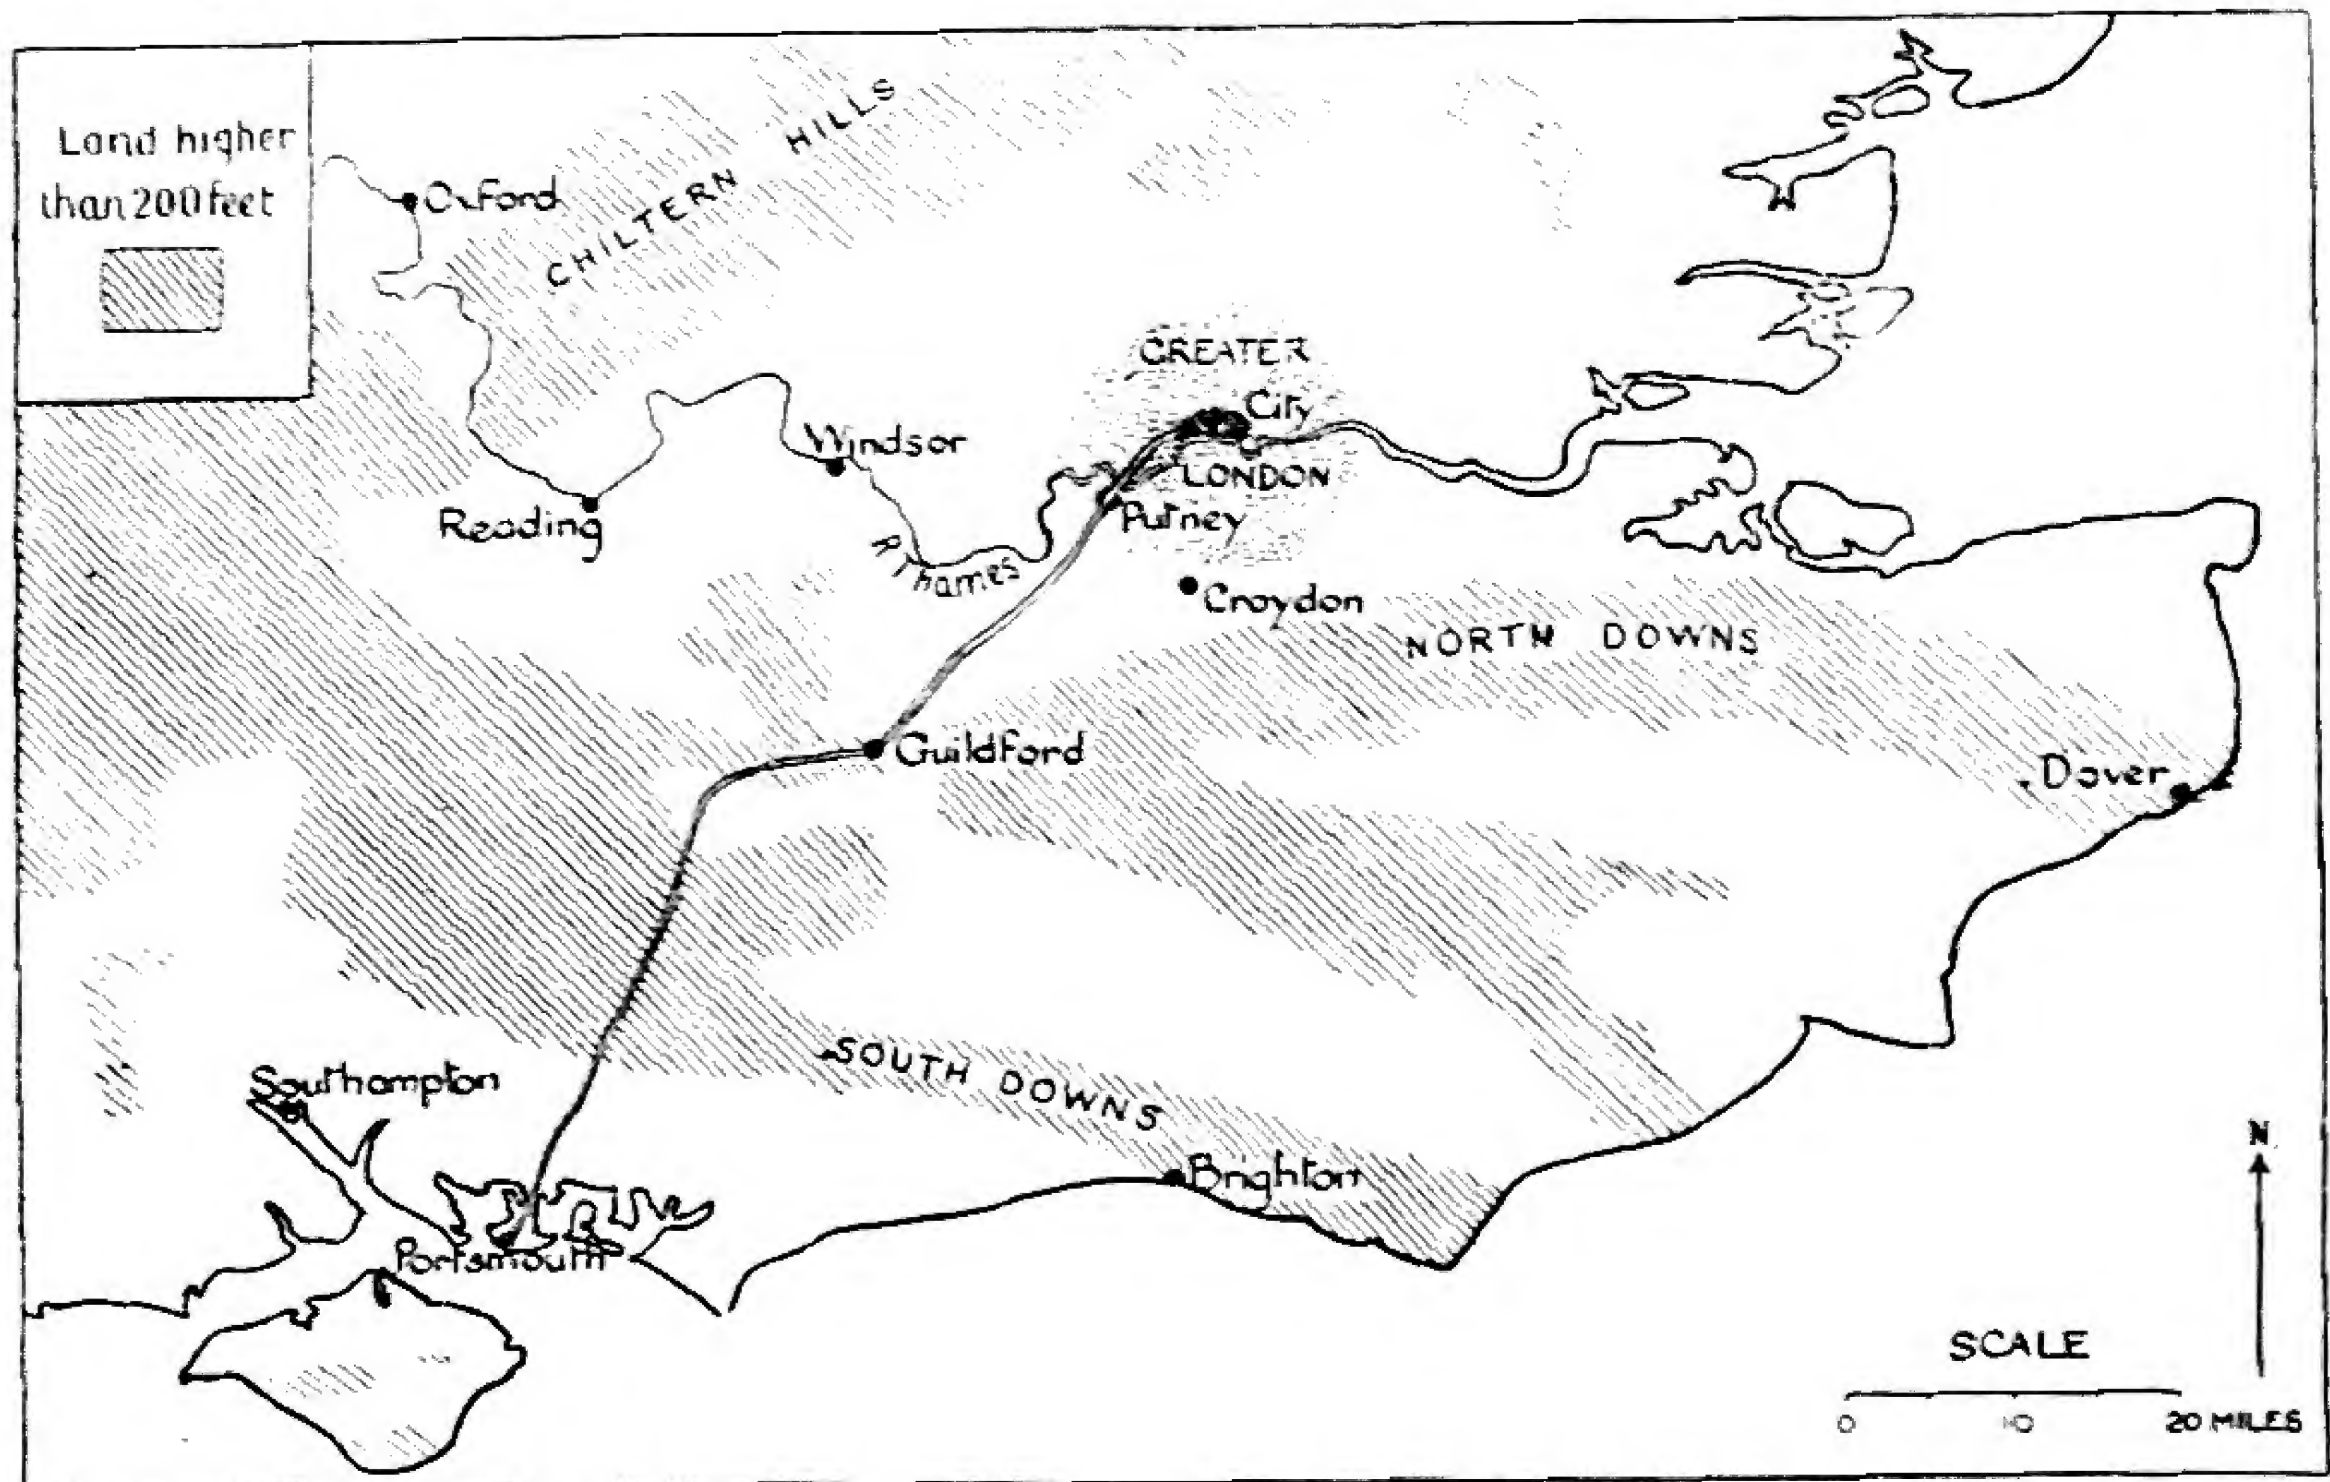 Land higher
than 200 feet
CHILTERN HILLS
Oxford
GREATER
City
Windsor
LONDON
Reading
Putney
R Thames
Croydon
NORTH DOWNS
Guildford
Dover
SOUTH DOWNS
Southampton
Brighton
Portsmouth
N
SCALE
0 10 20 MILES